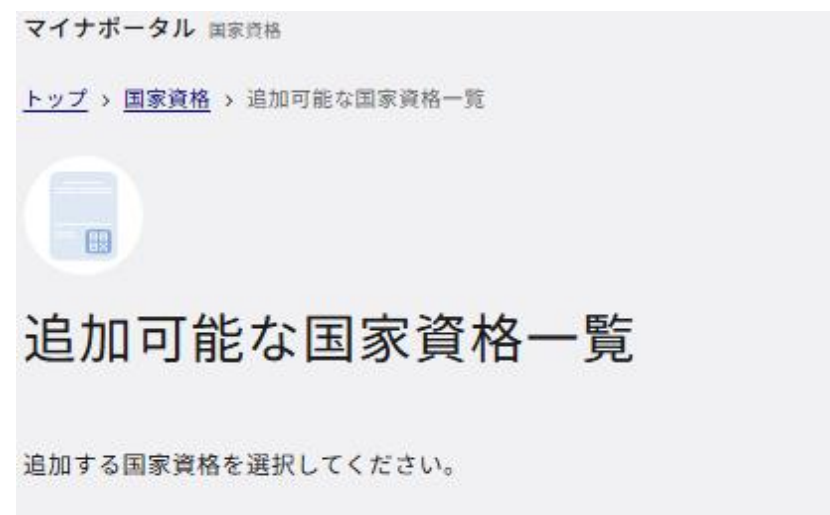 マイナポータル 国家資格
トップ > 国家資格 > 追加可能な国家資格一覧
追加可能な国家資格一覧
追加する国家資格を選択してください。